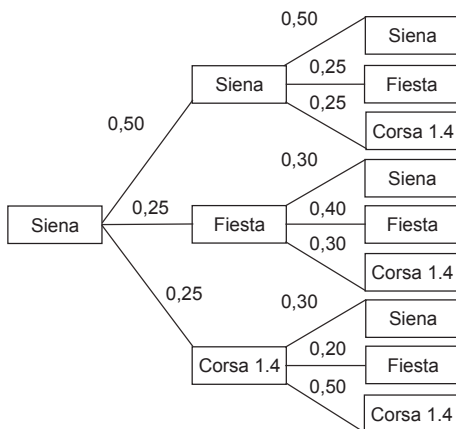 0,50
Siena
0,25
Siena
Fiesta
0,25
0,50
Corsa 1.4
0,30
Siena
0,40
0,25
Siena
Fiesta
Fiesta
0,30
0,25
Corsa 1.4
0,30
Siena
0,20
Corsa 1.4
Fiesta
0,50
Corsa 1.4